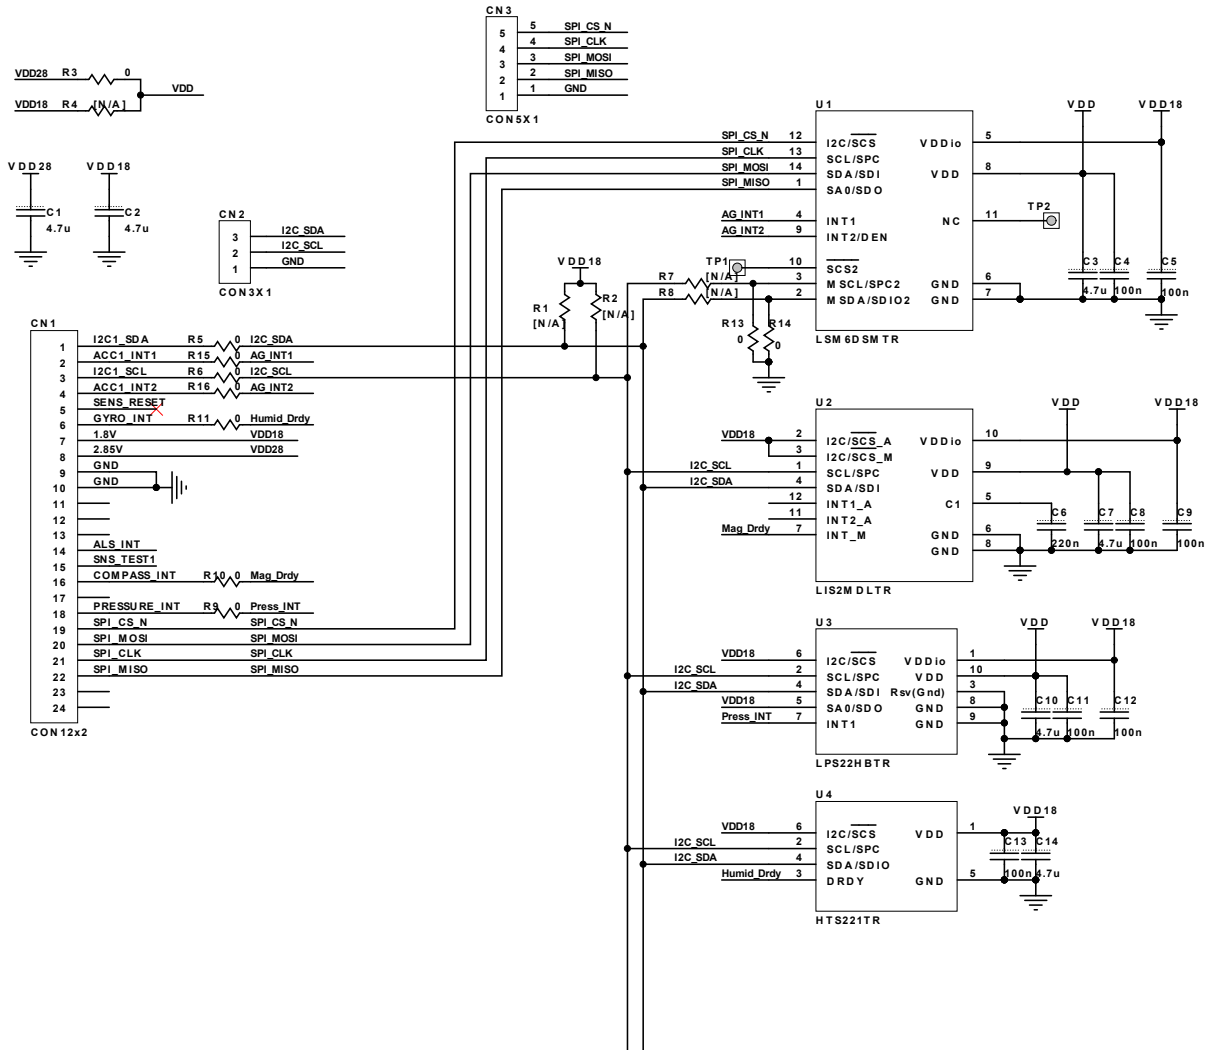 CN3
5 5 SPI_CS_N
4 4 SPI_CLK
3 3 SPI_MOSI
2 2 SPI_MISO
1 1 GND
CON5X1
VDD28 R3 0
VDD
VDD18 R4 [N/A]
VDD28 VDD18
C1 C2
4.7u 4.7u
CN2
3 I2C_SDA
2 I2C_SCL
1 GND
CON3X1
VDD18
R1 R2
[N/A] [N/A]
CN1
1 I2C1_SDA R5 0 I2C_SDA
2 ACC1_INT1 R15 0 AG_INT1
3 I2C1_SCL R6 0 I2C_SCL
4 ACC1_INT2 R16 0 AG_INT2
5 SENS_RESET
6 GYRO_INT R11 0 Humid_Drdy
7 1.8V VDD18
8 2.85V VDD28
9 GND
10 GND
11
12
13
14 ALS_INT
15 SNS_TEST1
16 COMPASS_INT R10 0 Mag_Drdy
17
18 PRESSURE_INT R9 0 Press_INT
19 SPI_CS_N SPI_CS_N
20 SPI_MOSI SPI_MOSI
21 SPI_CLK SPI_CLK
22 SPI_MISO SPI_MISO
23
24
CON12x2
U1
VDD VDD18
SPI_CS_N 12 I2C/SCS VDDio 5
SPI_CLK 13 SCL/SPC
SPI_MOSI 14 SDA/SDI VDD 8
SPI_MISO 1 SA0/SDO
AG_INT1 4 INT1 NC 11 TP2
AG_INT2 9 INT2/DEN
TP1 10 SCS2
R7 [N/A] 3 MSCL/SPC2 GND 6
R8 [N/A] 2 MSDA/SDIO2 GND 7
C3 C4 C5
4.7u 100n 100n
R13 R14
0 0
LSM6DSMTR
U2
VDD VDD18
VDD18 2 I2C/SCS_A VDDio 10
3 I2C/SCS_M
I2C_SCL 1 SCL/SPC VDD 9
I2C_SDA 4 SDA/SDI
12 INT1_A C1 5
11 INT2_A
Mag_Drdy 7 INT_M GND 6
GND 8
C6 C7 C8 C9
220n 4.7u 100n 100n
LIS2MDLTR
U3
VDD VDD18
VDD18 6 I2C/SCS VDDio 1
I2C_SCL 2 SCL/SPC VDD 10
I2C_SDA 4 SDA/SDI Rsv(Gnd) 3
VDD18 5 SA0/SDO GND 8
Press_INT 7 INT1 GND 9
C10 C11 C12
4.7u 100n 100n
LPS22HBTR
U4
VDD18
VDD18 6 I2C/SCS VDD 1
I2C_SCL 2 SCL/SPC
I2C_SDA 4 SDA/SDIO
Humid_Drdy 3 DRDY GND 5
C13 C14
100n 4.7u
HTS221TR